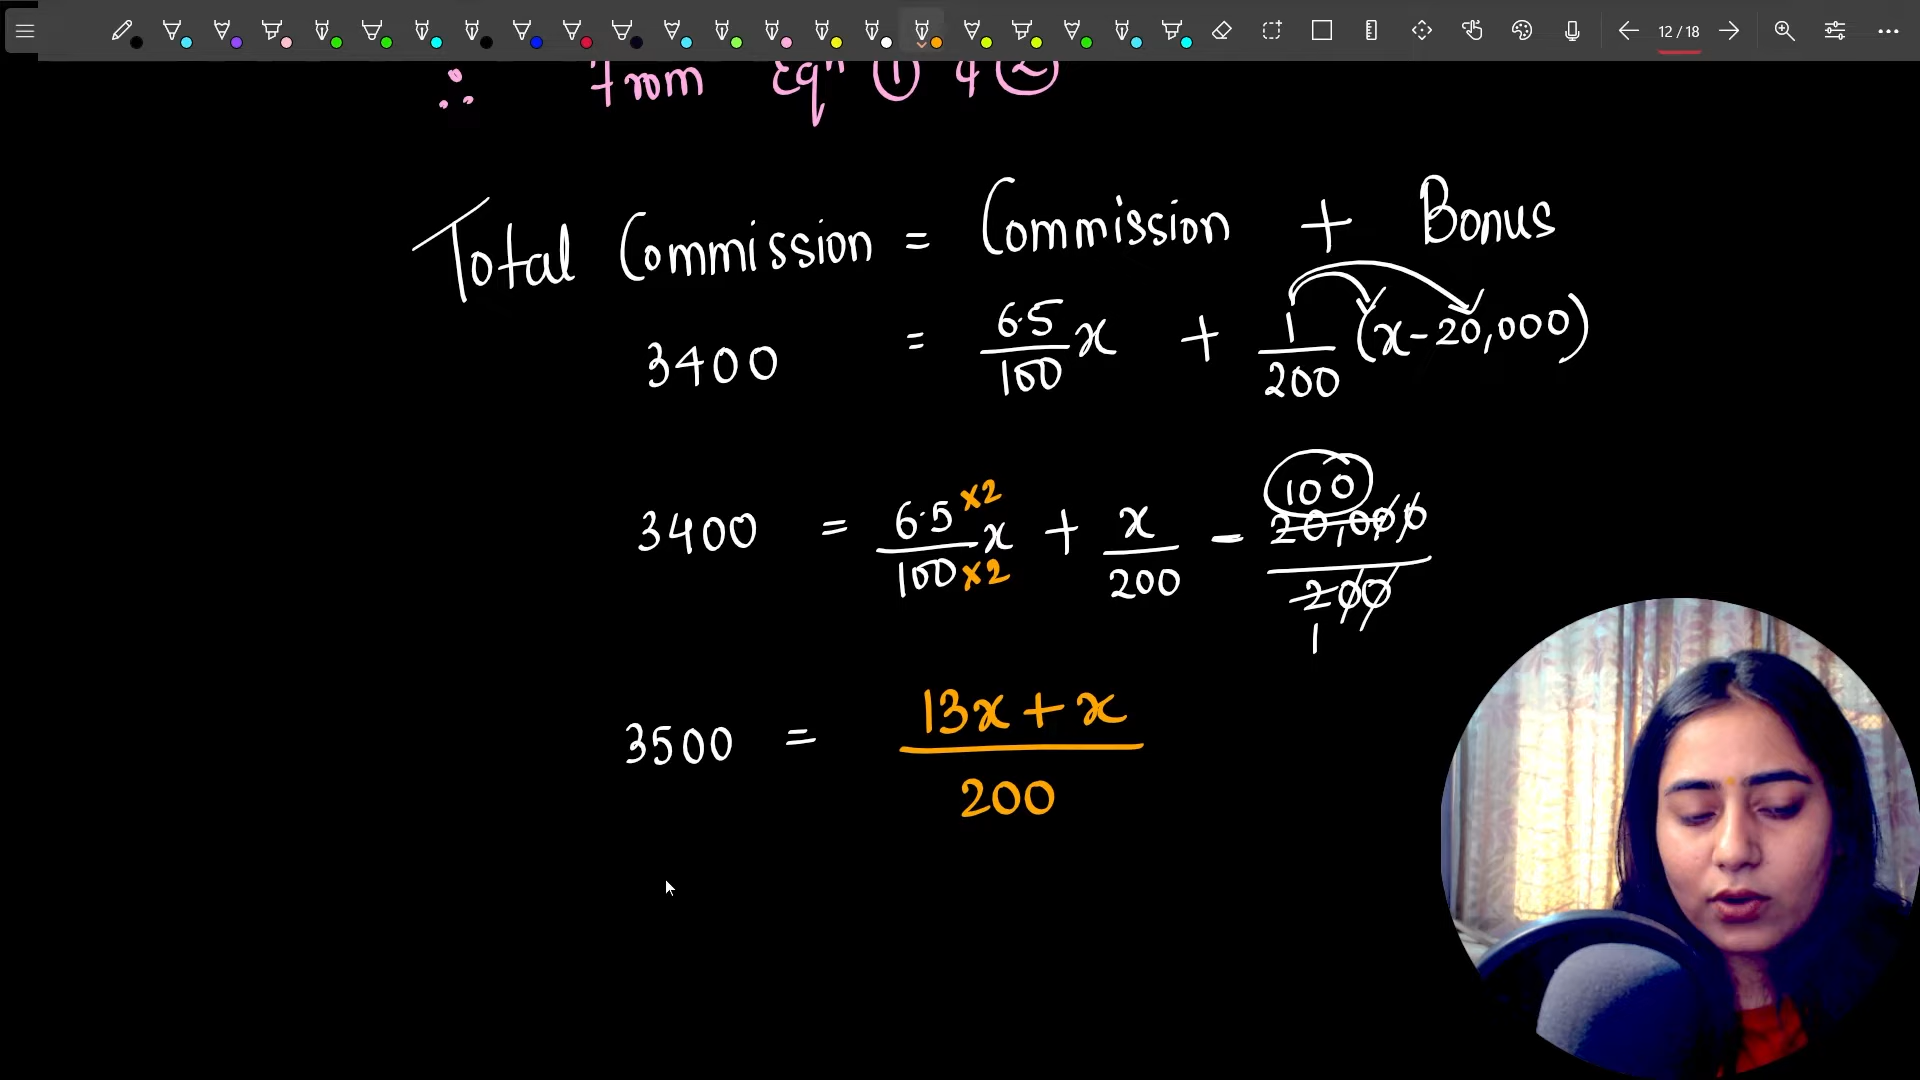 12 / 18
∴ From Eqⁿ ① & ②
Total Commission = Commission + Bonus
3400 = 6.5/100 x + 1/200 (x - 20,000)
3400 = 6.5 ×2/100 ×2 x + x/200 - 20,000/200
100
1
3500 = 13x + x/200